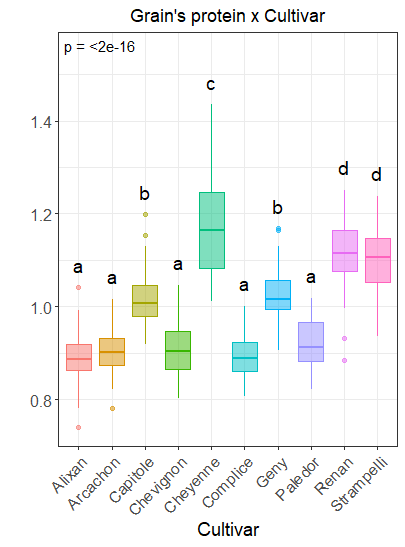 Grain's protein x Cultivar
p = <2e-16
c
b
d
d
b
a
a
a
a
a
1.4
1.2
1.0
0.8
Alixan
Arcachon
Capitole
Chevignon
Cheyenne
Complice
Geny
Paledor
Renan
Strampelli
Cultivar